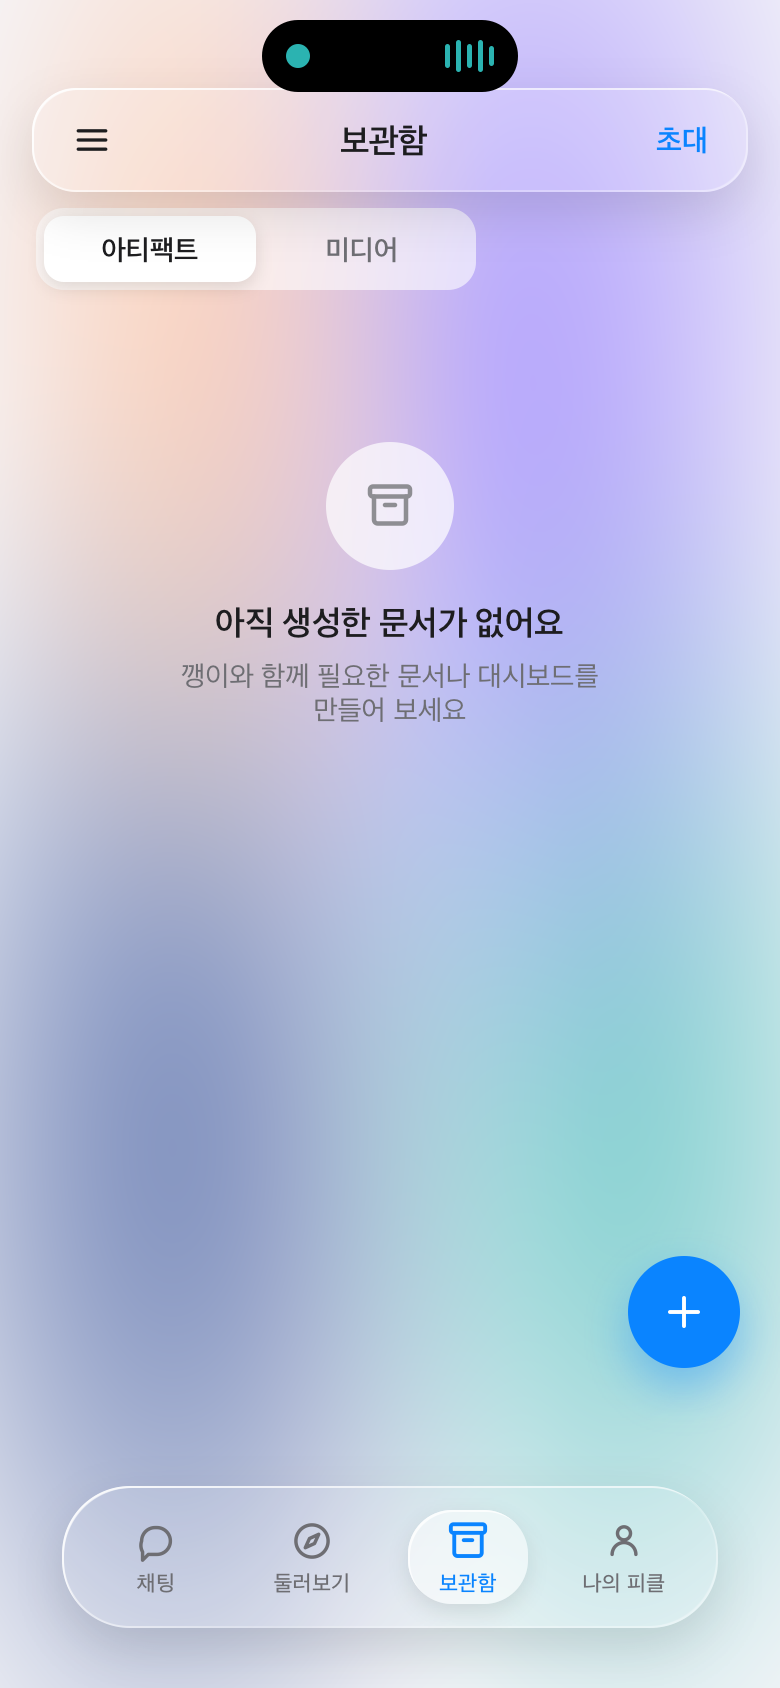 보관함
초대
아티팩트
미디어
아직 생성한 문서가 없어요
깽이와 함께 필요한 문서나 대시보드를
만들어 보세요
채팅
둘러보기
보관함
나의 피클